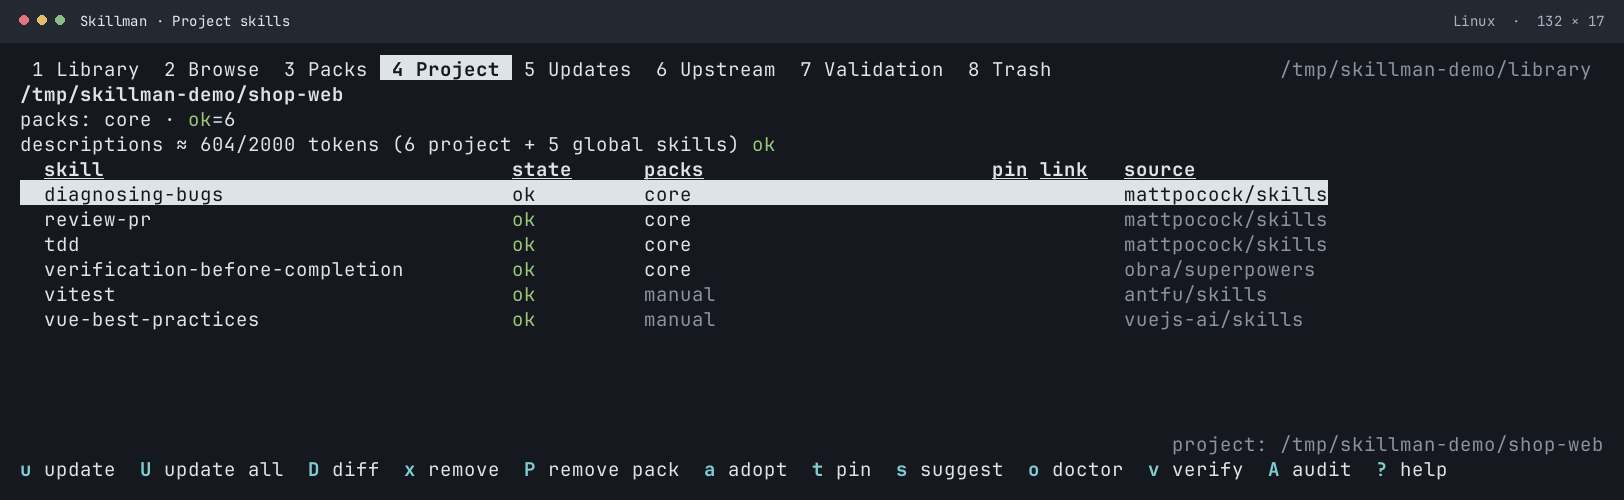 Skillman · Project skills Linux · 132 × 17
1 Library 2 Browse 3 Packs 4 Project 5 Updates 6 Upstream 7 Validation 8 Trash /tmp/skillman-demo/library
/tmp/skillman-demo/shop-web
packs: core · ok=6
descriptions ≈ 604/2000 tokens (6 project + 5 global skills) ok
skill state packs pin link source
diagnosing-bugs ok core mattpocock/skills
review-pr ok core mattpocock/skills
tdd ok core mattpocock/skills
verification-before-completion ok core obra/superpowers
vitest ok manual antfu/skills
vue-best-practices ok manual vuejs-ai/skills
project: /tmp/skillman-demo/shop-web
u update U update all D diff x remove P remove pack a adopt t pin s suggest o doctor v verify A audit ? help